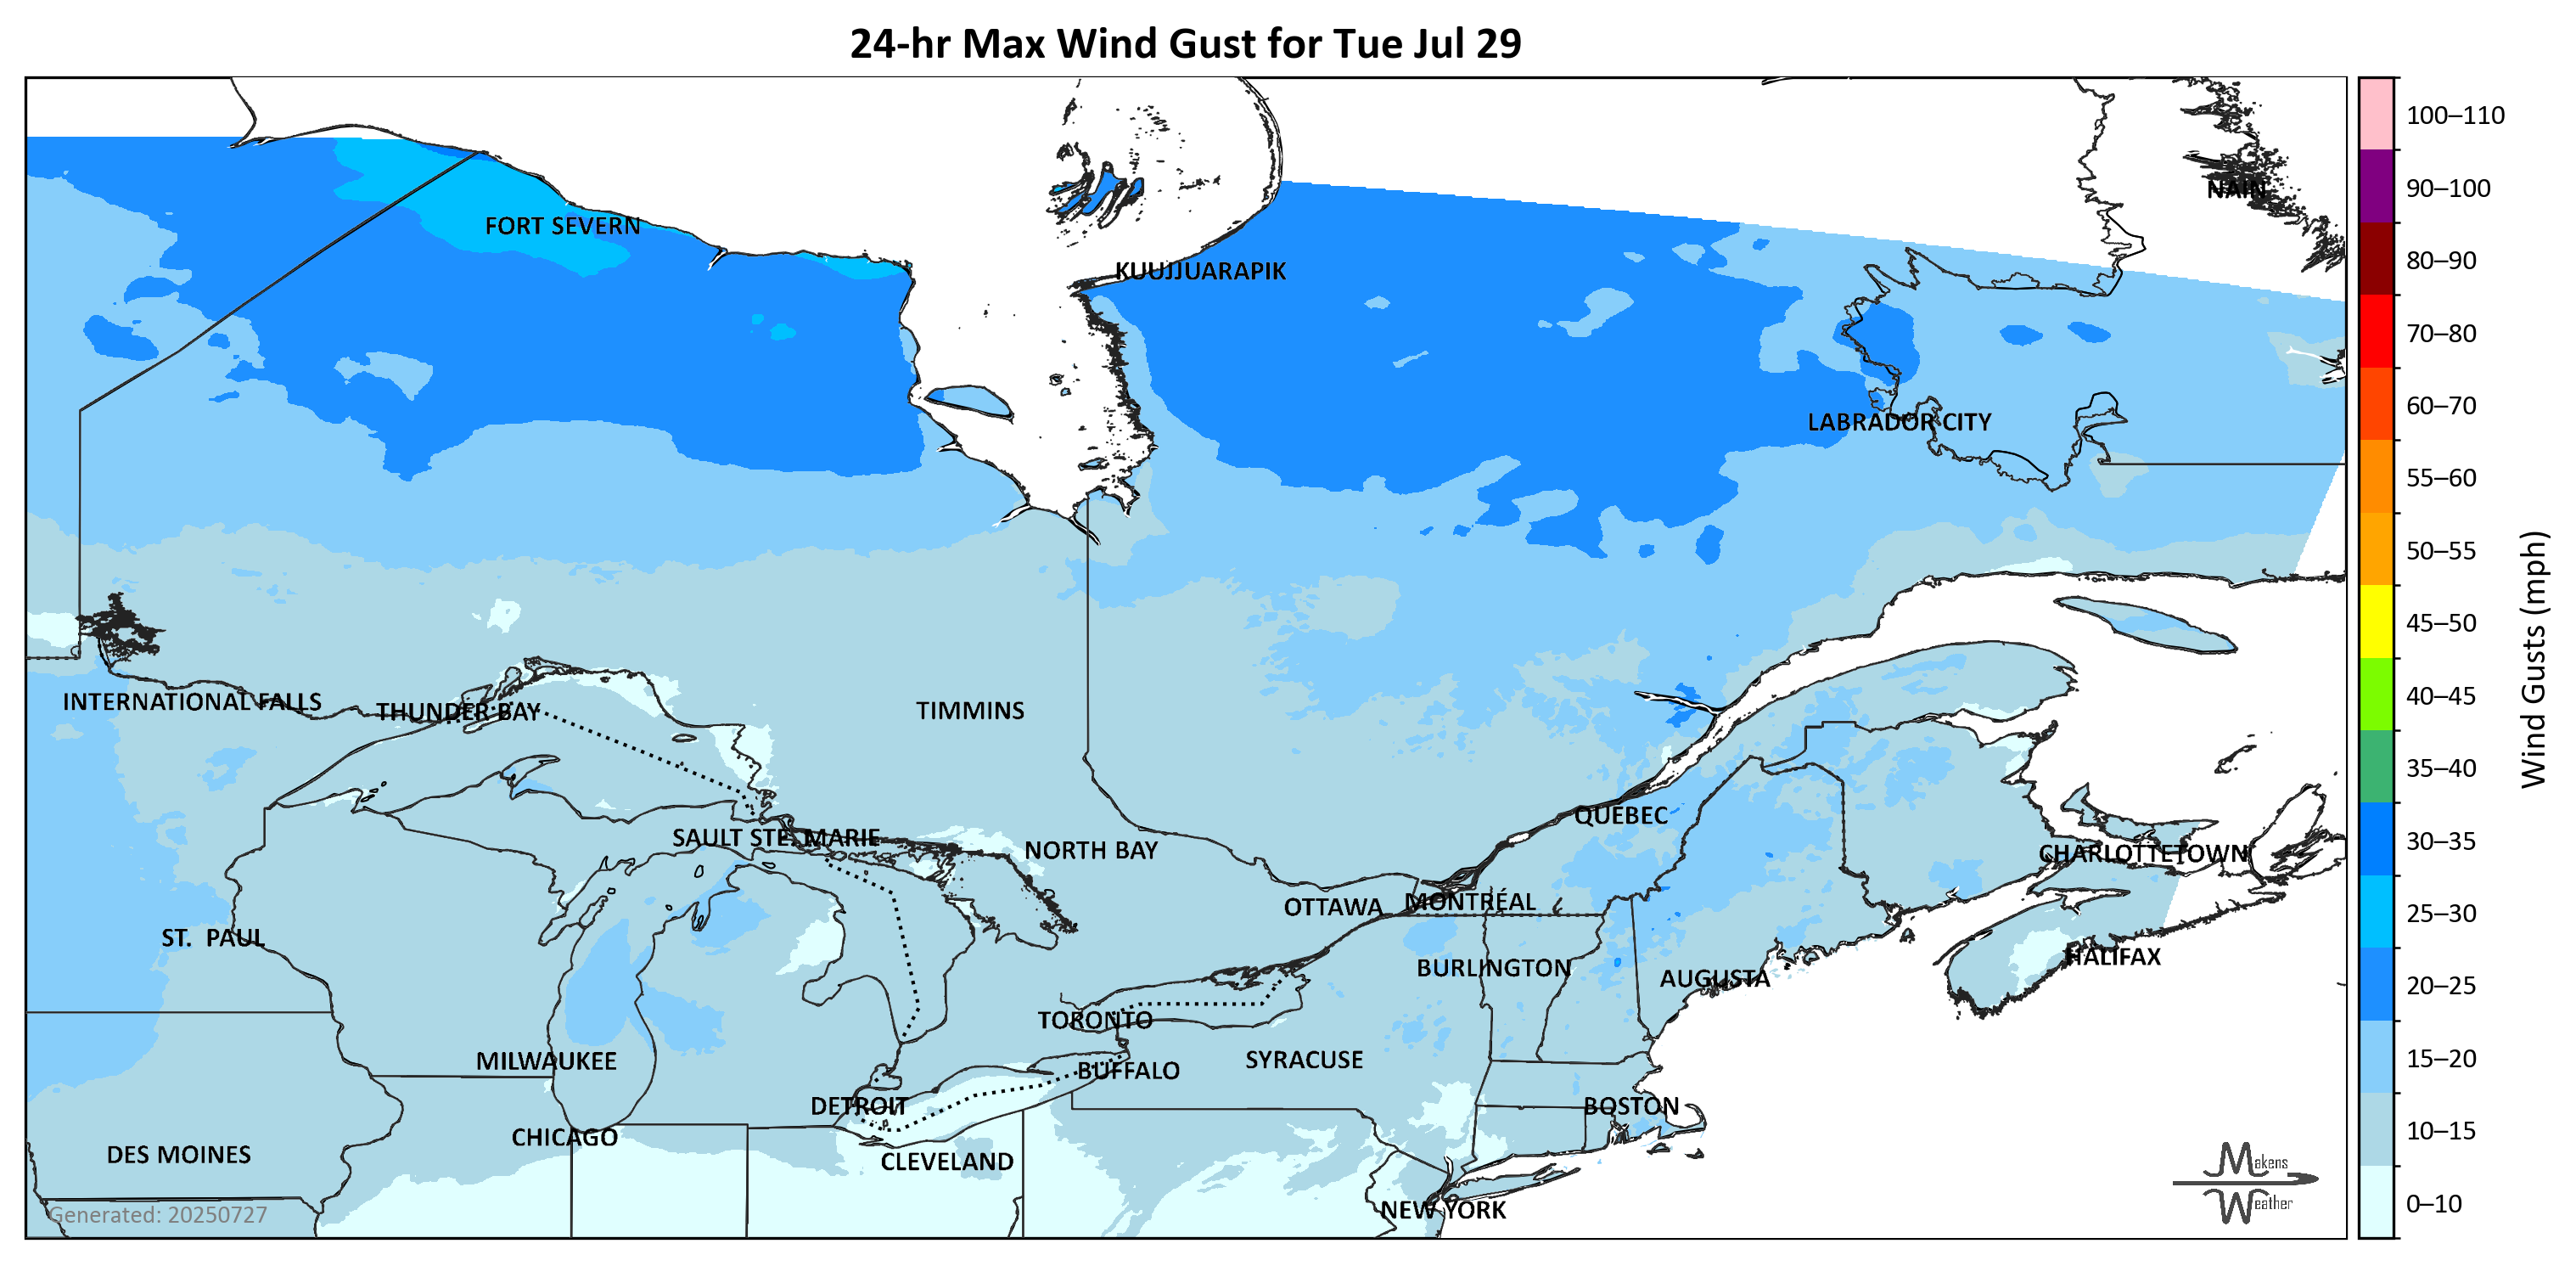 24-hr Max Wind Gust for Tue Jul 29
NAIN
FORT SEVERN
KUUJJUARAPIK
LABRADOR CITY
INTERNATIONAL FALLS
THUNDER BAY
TIMMINS
QUEBEC
SAULT STE. MARIE
NORTH BAY
CHARLOTTETOWN
OTTAWA
MONTRÉAL
ST.  PAUL
HALIFAX
BURLINGTON
AUGUSTA
TORONTO
MILWAUKEE
SYRACUSE
BUFFALO
DETROIT
BOSTON
CHICAGO
DES MOINES
CLEVELAND
NEW YORK
Generated: 20250727
Makens
Weather
100–110
90–100
80–90
70–80
60–70
55–60
50–55
45–50
40–45
35–40
30–35
25–30
20–25
15–20
10–15
0–10
Wind Gusts (mph)